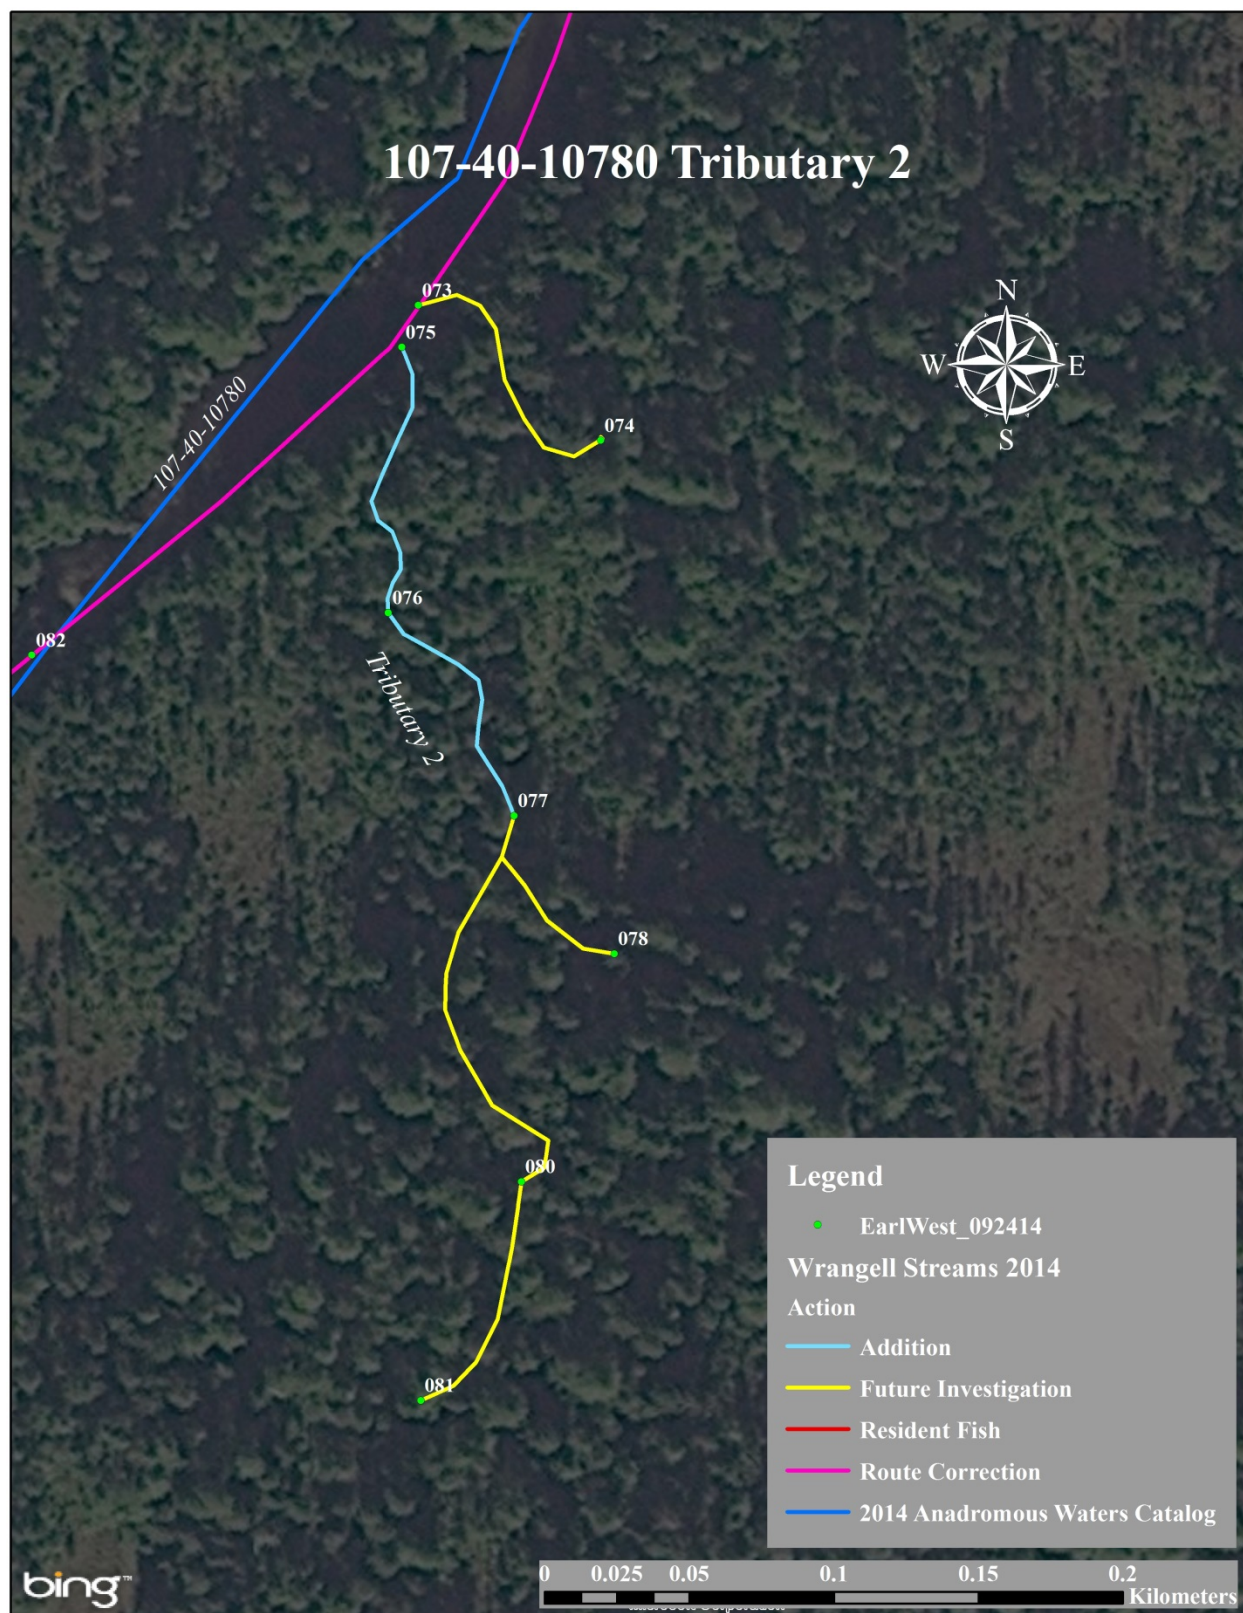 107-40-10780 Tributary 2
073
075
N
W E
S
074
107-40-10780
076
082
Tributary 2
077
078
080
081
Legend
EarlWest_092414
Wrangell Streams 2014
Action
Addition
Future Investigation
Resident Fish
Route Correction
2014 Anadromous Waters Catalog
bing™
0 0.025 0.05 0.1 0.15 0.2
Kilometers